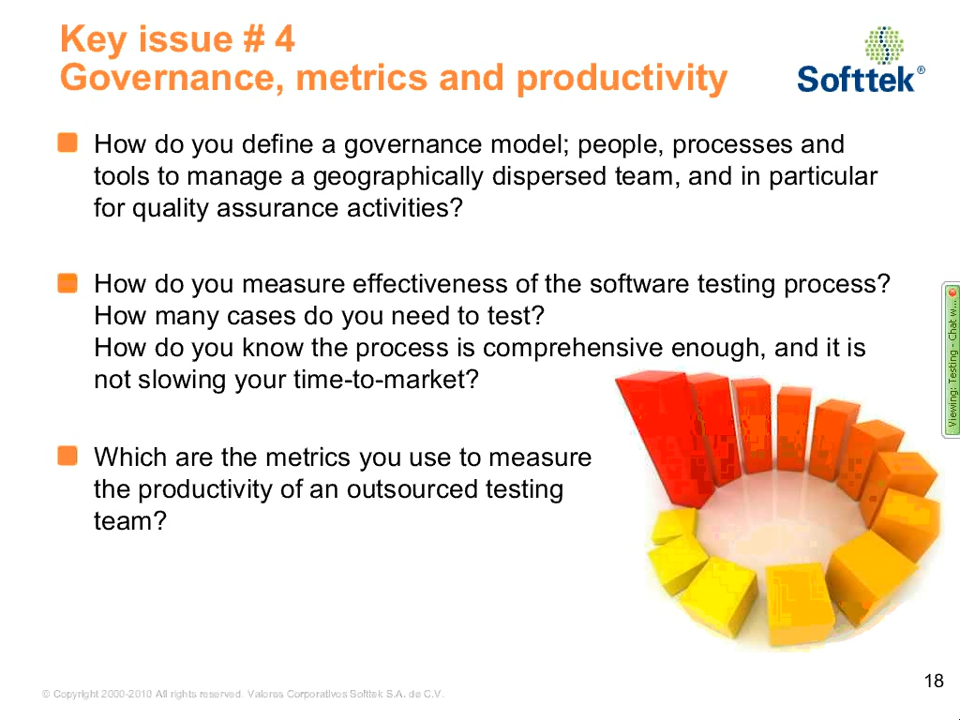 Key issue # 4
Governance, metrics and productivity
Softtek®
How do you define a governance model; people, processes and
tools to manage a geographically dispersed team, and in particular
for quality assurance activities?
How do you measure effectiveness of the software testing process?
How many cases do you need to test?
How do you know the process is comprehensive enough, and it is
not slowing your time-to-market?
Which are the metrics you use to measure
the productivity of an outsourced testing
team?
Viewing: Testing - Chat w...
18
© Copyright 2000-2010 All rights reserved. Valores Corporativos Softtek S.A. de C.V.